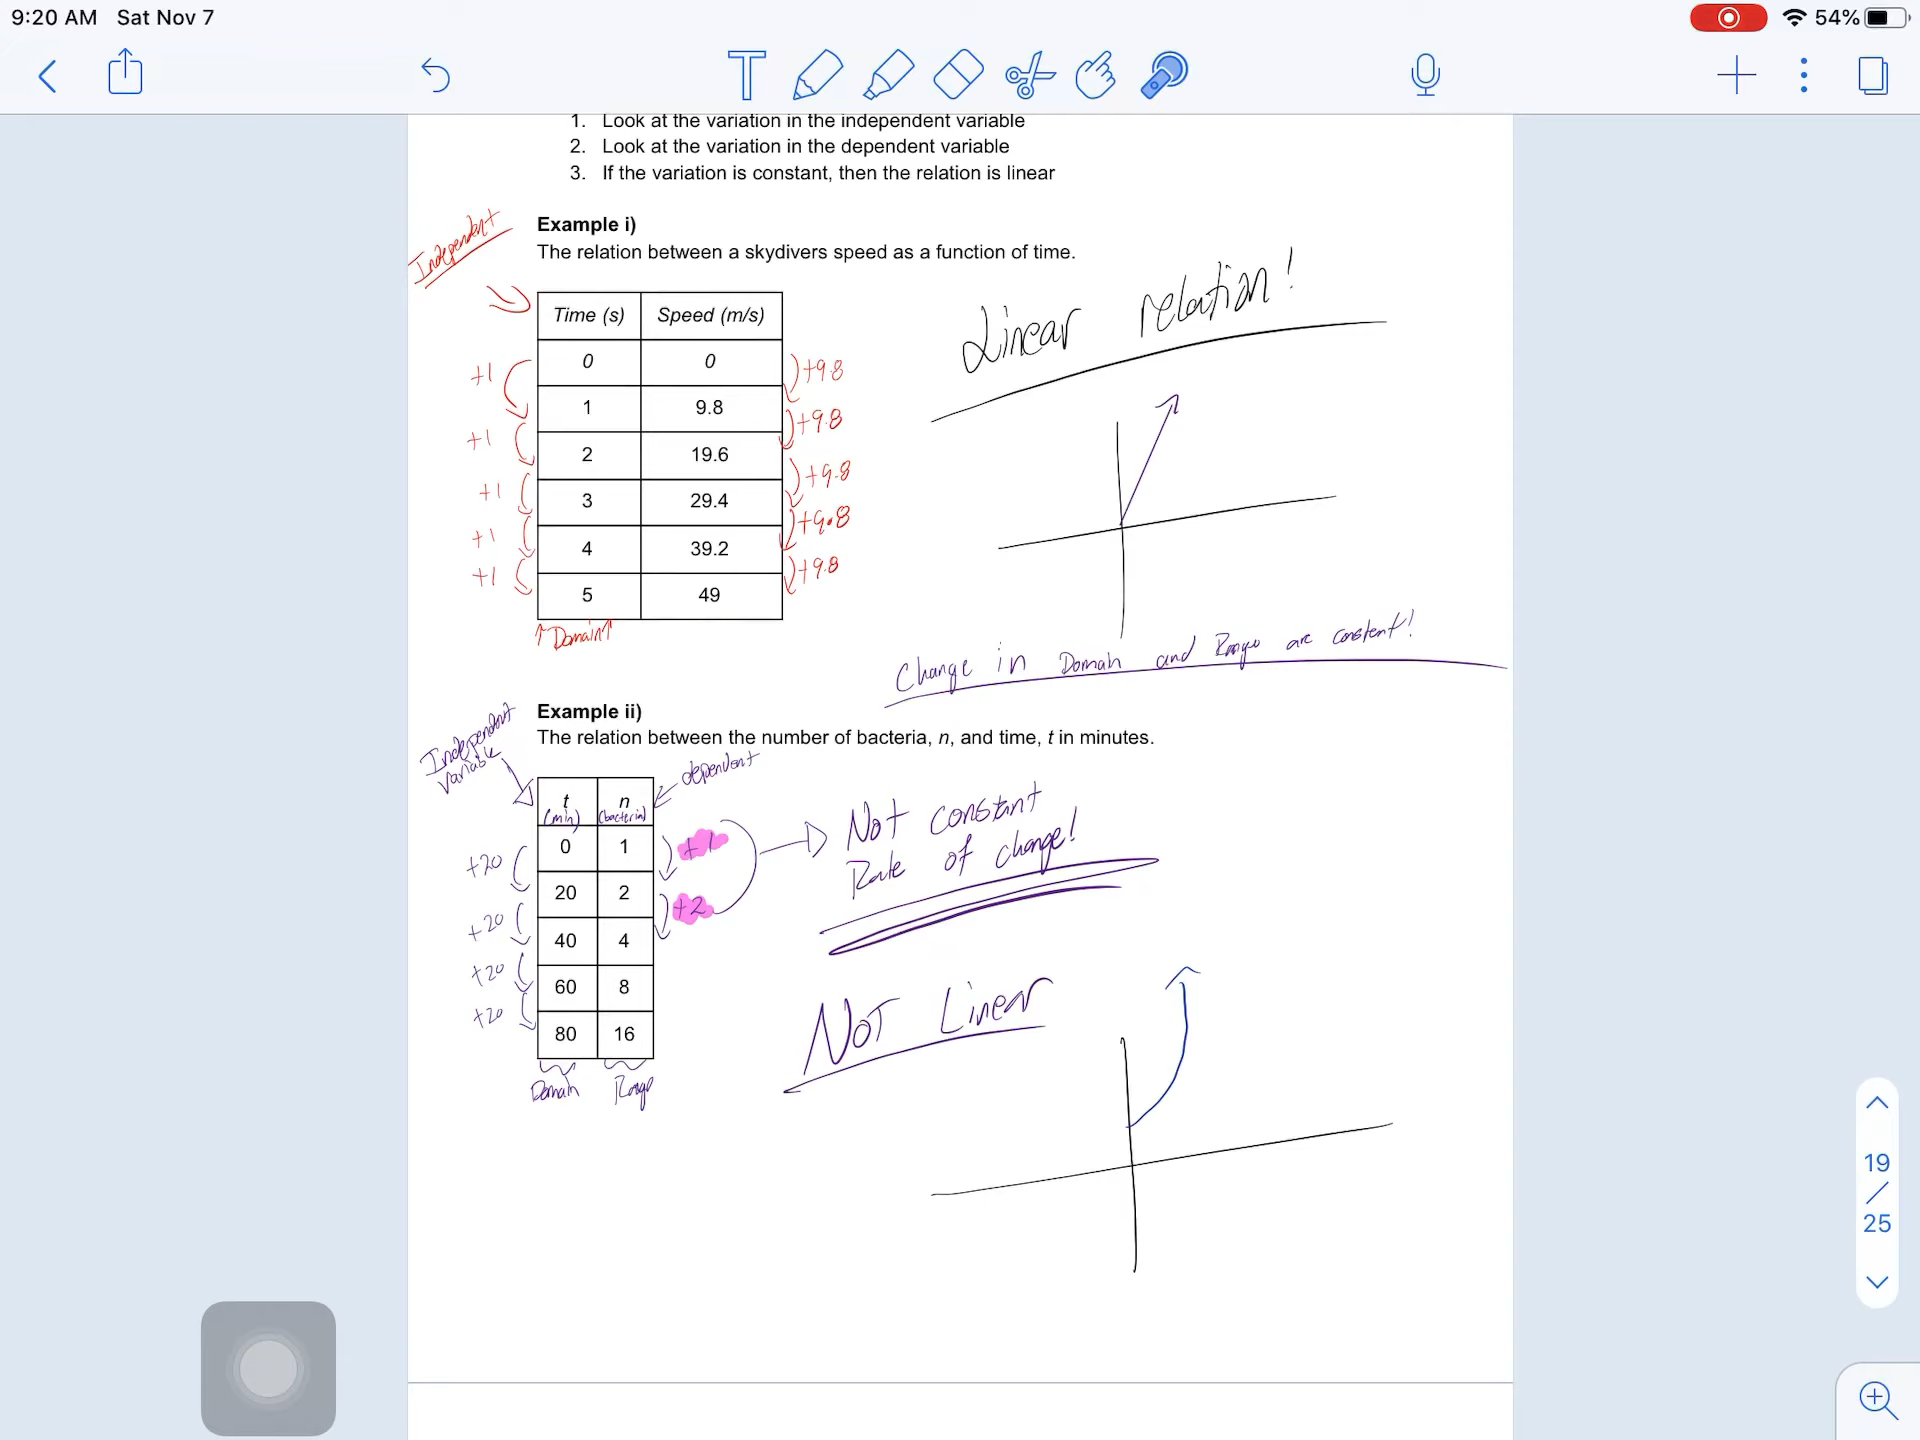 9:20 AM Sat Nov 7
54%
T
1. Look at the variation in the independent variable
2. Look at the variation in the dependent variable
3. If the variation is constant, then the relation is linear
Example i)
Independent
The relation between a skydivers speed as a function of time.
Linear relation!
Time (s) Speed (m/s)
0 0
+1 +9.8
1 9.8
+1 +9.8
2 19.6
+1 +9.8
3 29.4
+1 +9.8
4 39.2
+1 +9.8
5 49
Domain
Change in Domain and Range are constant!
Example ii)
The relation between the number of bacteria, n, and time, t in minutes.
Independent
variable
dependent
t n
(min) (bacteria)
0 1
+20 +1
20 2
+20 +2
40 4
+20
60 8
+20
80 16
Domain Range
Not constant
Rate of change!
NOT Linear
19
/
25